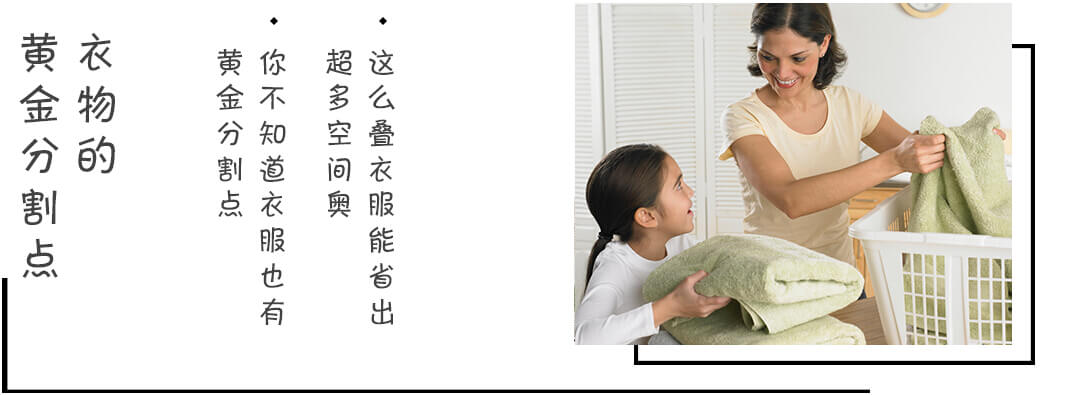 这么叠衣服能省出
超多空间奥
你不知道衣服也有
黄金分割点
衣物的
黄金分割点